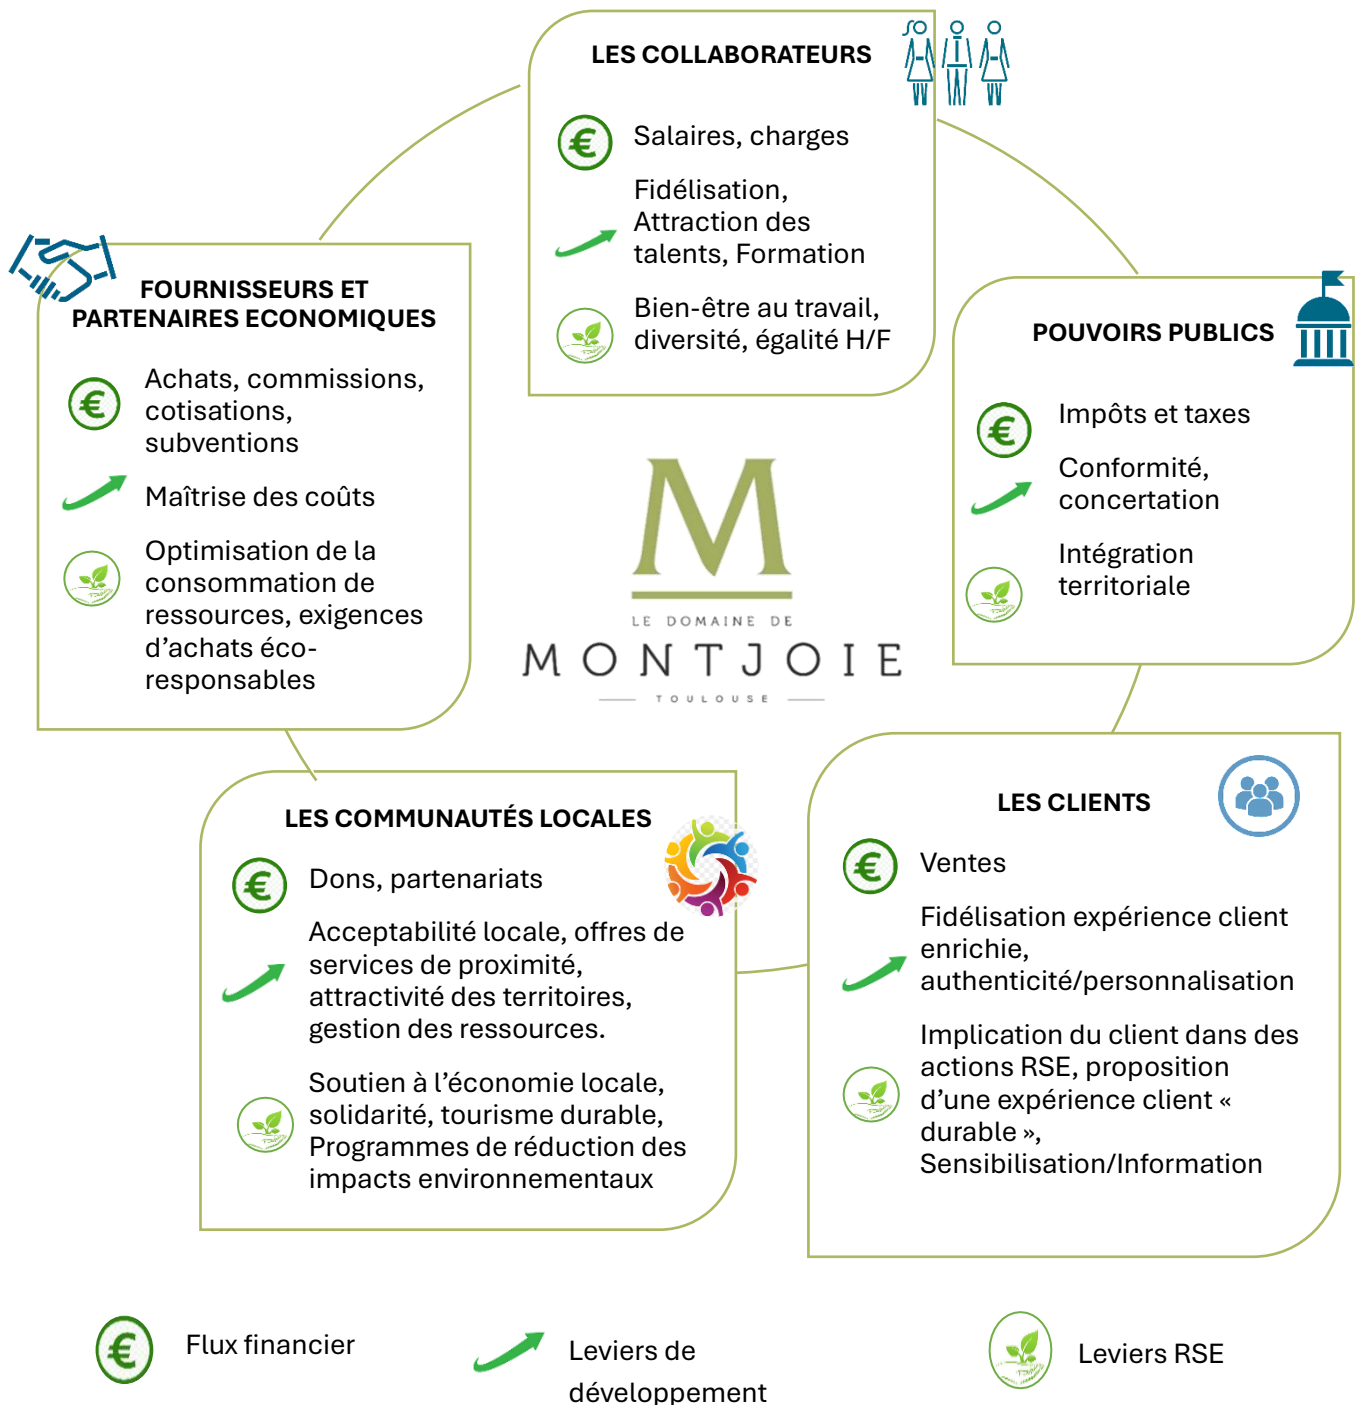 LES COLLABORATEURS
Salaires, charges
Fidélisation,
Attraction des
talents, Formation
Bien-être au travail,
diversité, égalité H/F
FOURNISSEURS ET
PARTENAIRES ECONOMIQUES
Achats, commissions,
cotisations,
subventions
Maîtrise des coûts
Optimisation de la
consommation de
ressources, exigences
d’achats éco-
responsables
POUVOIRS PUBLICS
Impôts et taxes
Conformité,
concertation
Intégration
territoriale
M
LE DOMAINE DE
MONTJOIE
TOULOUSE
LES COMMUNAUTÉS LOCALES
Dons, partenariats
Acceptabilité locale, offres de
services de proximité,
attractivité des territoires,
gestion des ressources.
Soutien à l’économie locale,
solidarité, tourisme durable,
Programmes de réduction des
impacts environnementaux
LES CLIENTS
Ventes
Fidélisation expérience client
enrichie,
authenticité/personnalisation
Implication du client dans des
actions RSE, proposition
d’une expérience client «
durable »,
Sensibilisation/Information
€ Flux financier
Leviers de
développement
Leviers RSE